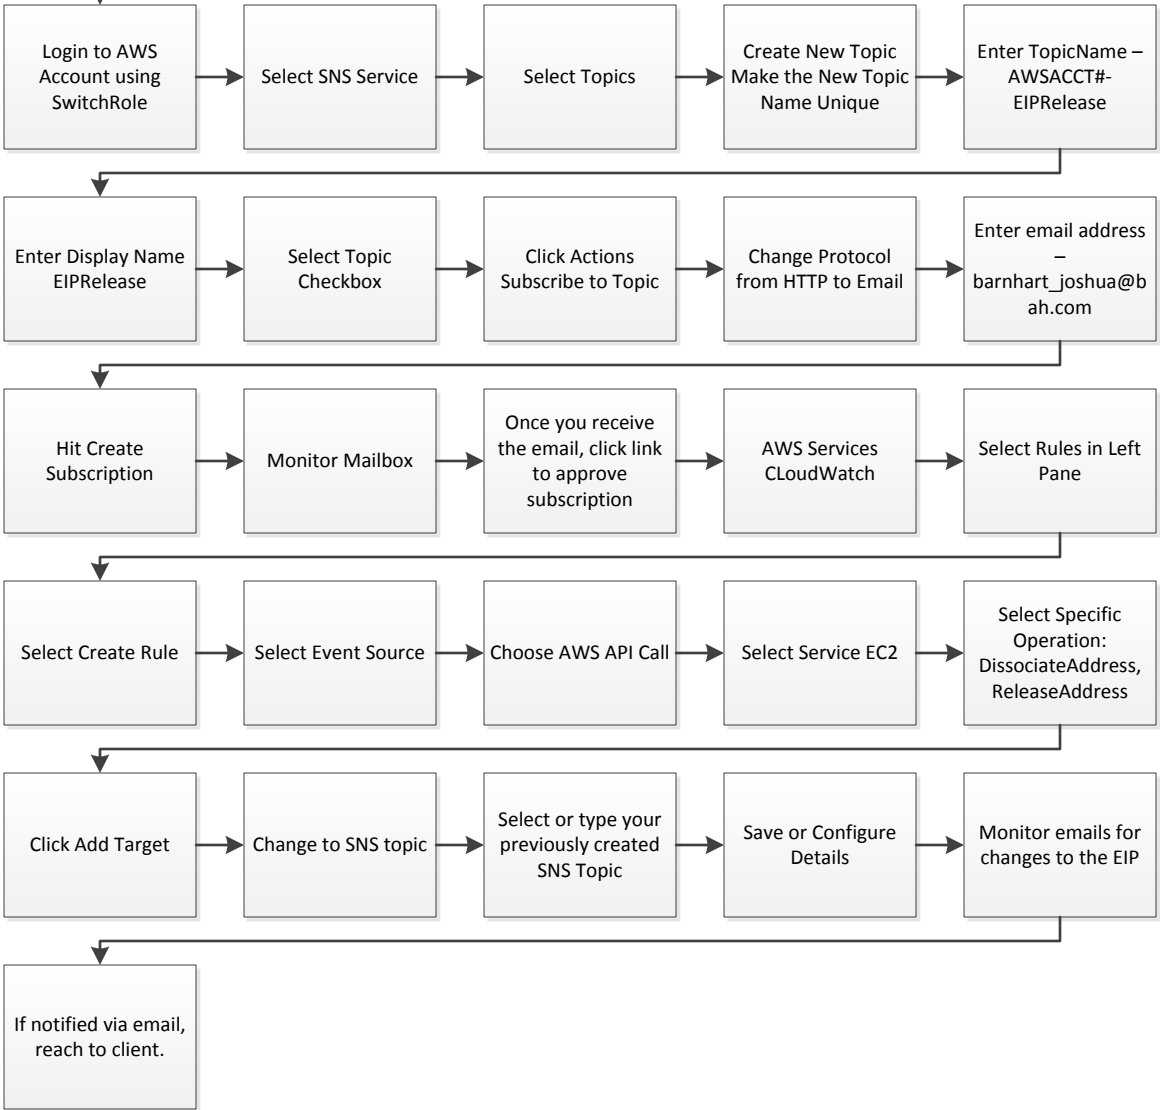 Login to AWS
Account using
SwitchRole
Select SNS Service
Select Topics
Create New Topic
Make the New Topic
Name Unique
Enter TopicName –
AWSACCT#-
EIPRelease
Enter Display Name
EIPRelease
Select Topic
Checkbox
Click Actions
Subscribe to Topic
Change Protocol
from HTTP to Email
Enter email address
–
barnhart_joshua@b
ah.com
Hit Create
Subscription
Monitor Mailbox
Once you receive
the email, click link
to approve
subscription
AWS Services
CLoudWatch
Select Rules in Left
Pane
Select Create Rule
Select Event Source
Choose AWS API Call
Select Service EC2
Select Specific
Operation:
DissociateAddress,
ReleaseAddress
Click Add Target
Change to SNS topic
Select or type your
previously created
SNS Topic
Save or Configure
Details
Monitor emails for
changes to the EIP
If notified via email,
reach to client.